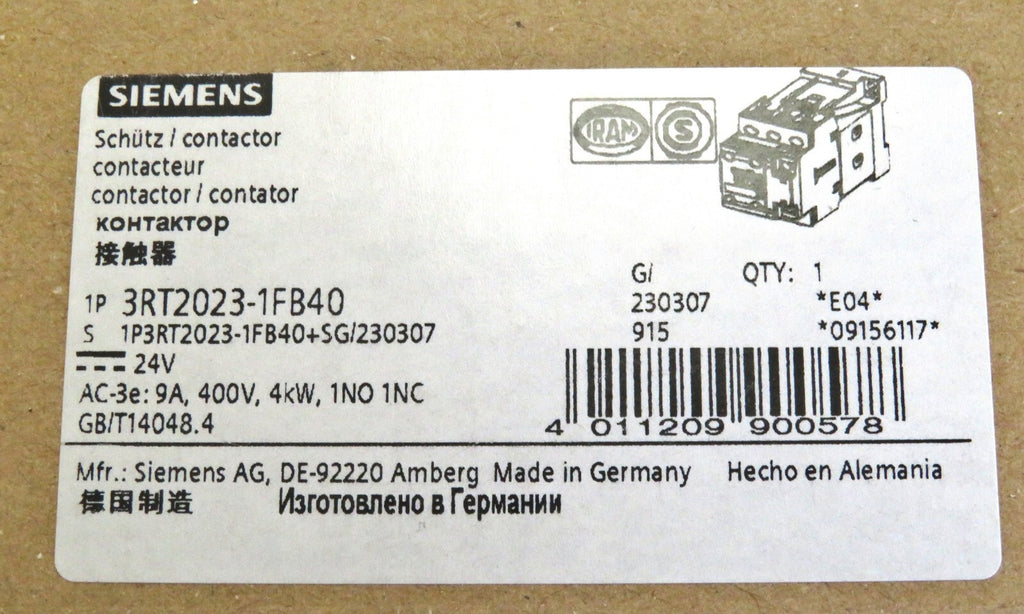 SIEMENS
Schütz / contactor
contacteur
contactor / contator
контактор
接触器
IRAM S
G/ QTY: 1
1P 3RT2023-1FB40 230307 *E04*
S 1P3RT2023-1FB40+SG/230307 915 *09156117*
24V
AC-3e: 9A, 400V, 4kW, 1NO 1NC
GB/T14048.4
4 011209 900578
Mfr.: Siemens AG, DE-92220 Amberg Made in Germany Hecho en Alemania
德国制造 Изготовлено в Германии